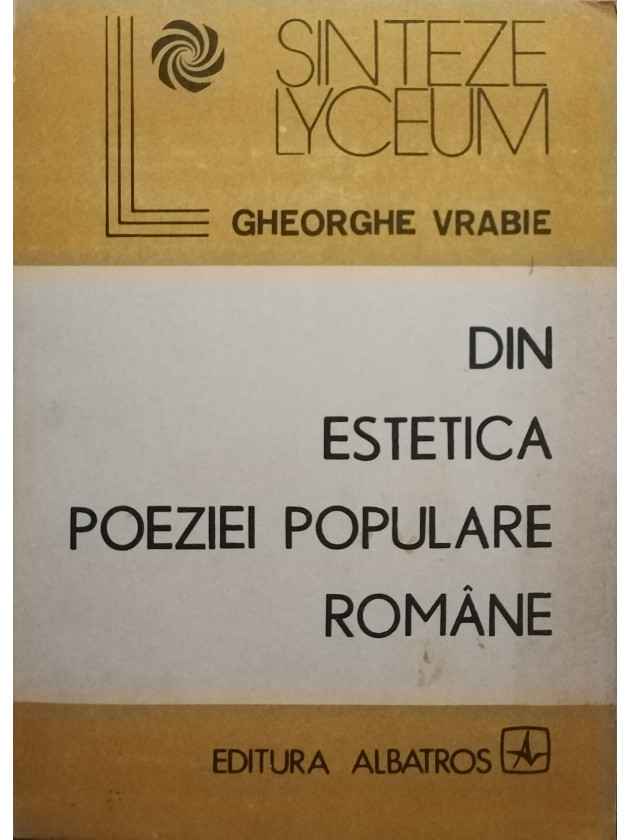 SINTEZE
LYCEUM
GHEORGHE VRABIE
DIN
ESTETICA
POEZIEI POPULARE
ROMÂNE
EDITURA ALBATROS